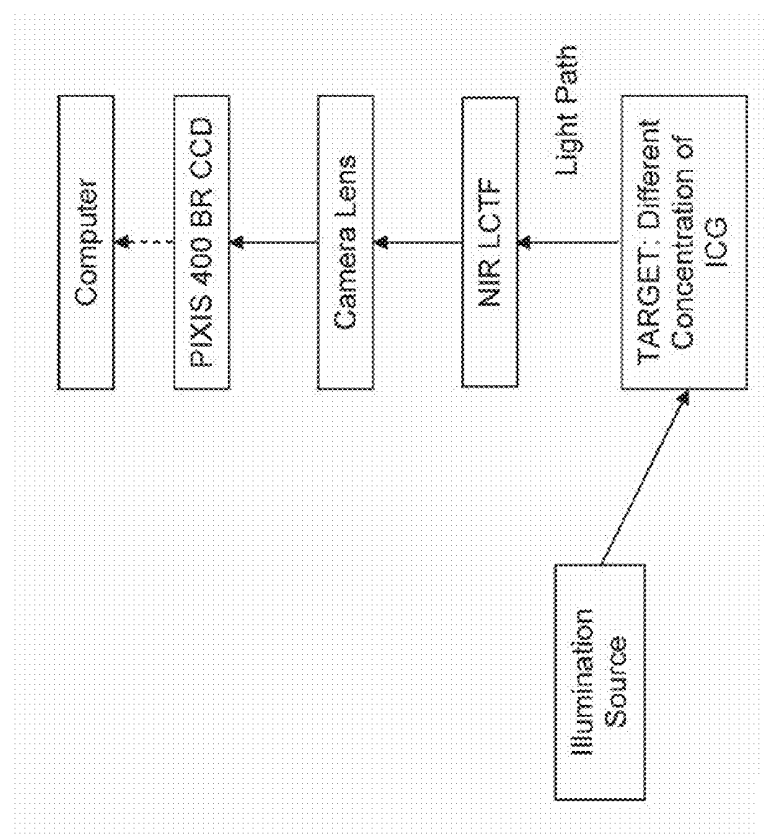 Computer
PIXIS 400 BR CCD
Camera Lens
NIR LCTF
Light Path
TARGET: Different
Concentration of
ICG
Illumination
Source